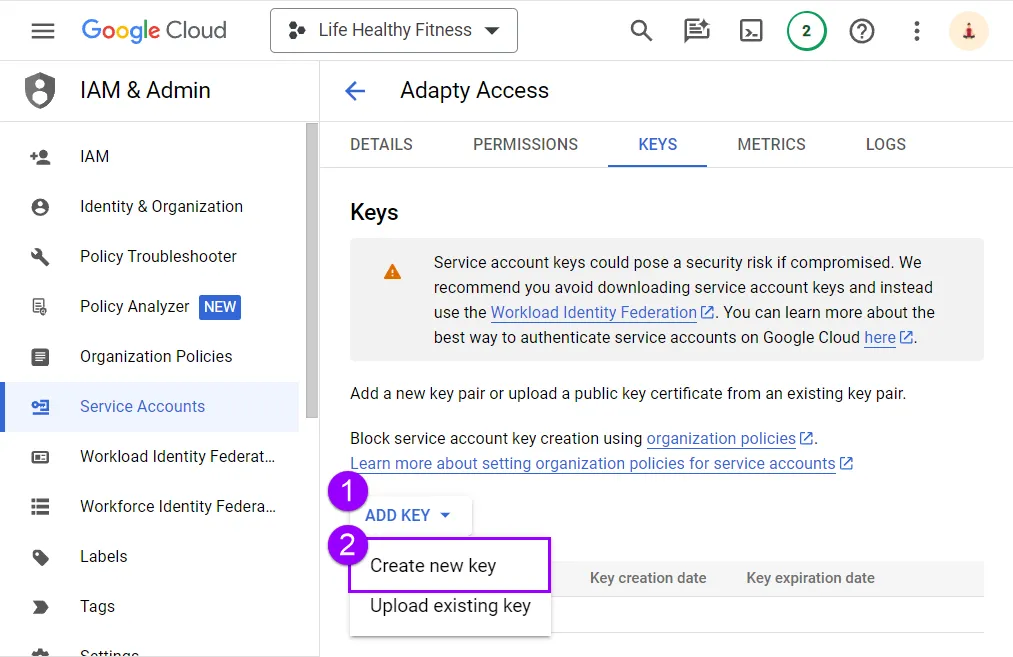 Google Cloud
Life Healthy Fitness
2
IAM & Admin
Adapty Access
DETAILS
PERMISSIONS
KEYS
METRICS
LOGS
IAM
Identity & Organization
Policy Troubleshooter
Policy Analyzer NEW
Organization Policies
Service Accounts
Workload Identity Federat...
Workforce Identity Federa...
Labels
Tags
Settings
Keys
Service account keys could pose a security risk if compromised. We
recommend you avoid downloading service account keys and instead
use the Workload Identity Federation. You can learn more about the
best way to authenticate service accounts on Google Cloud here.
Add a new key pair or upload a public key certificate from an existing key pair.
Block service account key creation using organization policies.
Learn more about setting organization policies for service accounts
1
ADD KEY
2
Create new key
Upload existing key
Key creation date
Key expiration date